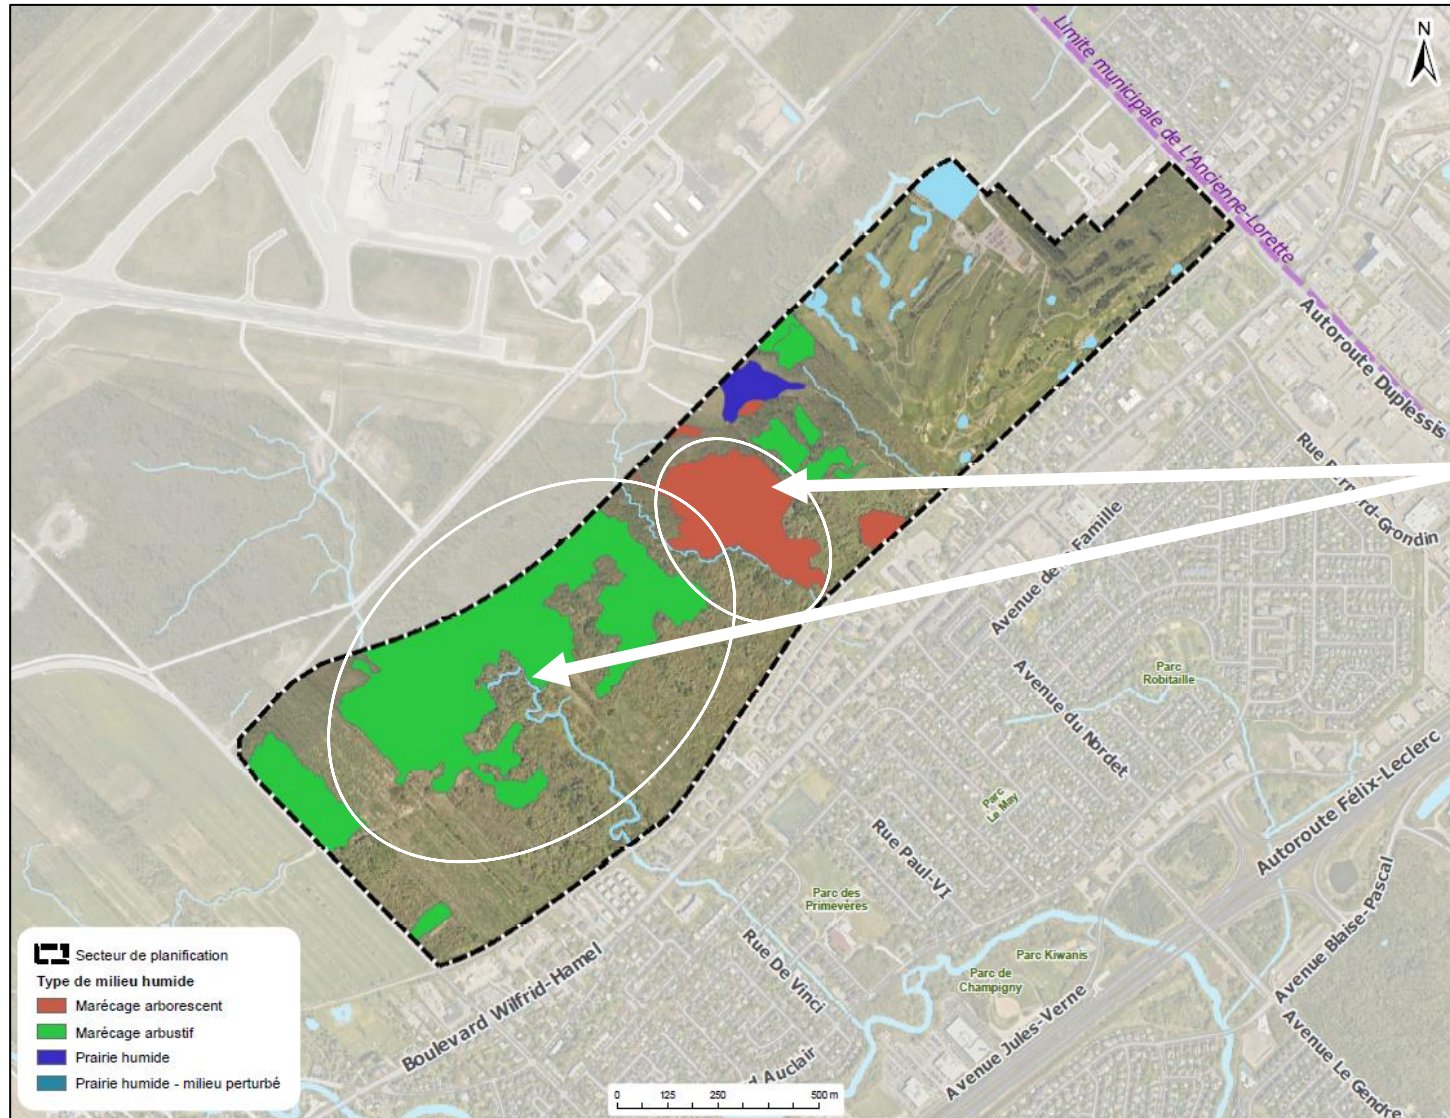 N
Limite municipale de L'Ancienne-Lorette
Autoroute Duplessis
Avenue de la Famille
Parc
Robitaille
Avenue du Nordet
Parc
Le May
Autoroute Félix-Leclerc
Rue Paul-VI
Parc des
Primevères
Avenue Blaise-Pascal
Rue De Vinci
Parc Kiwanis
Parc de
Champigny
Boulevard Wilfrid-Hamel
Avenue Jules-Verne
Avenue Le Gendre
Auclair
Secteur de planification
Type de milieu humide
Marécage arborescent
Marécage arbustif
Prairie humide
Prairie humide - milieu perturbé
0 125 250 500 m